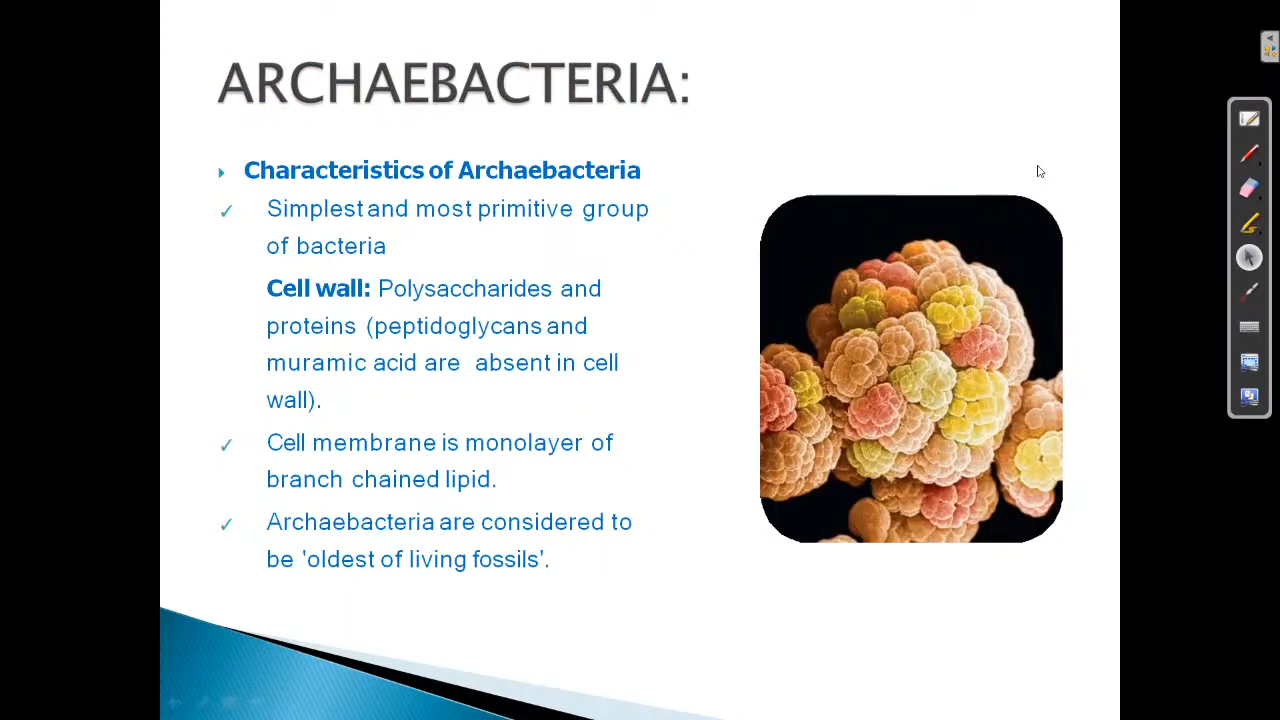 ARCHAEBACTERIA:
Characteristics of Archaebacteria
Simplest and most primitive group
of bacteria
Cell wall: Polysaccharides and
proteins (peptidoglycans and
muramic acid are absent in cell
wall).
Cell membrane is monolayer of
branch chained lipid.
Archaebacteria are considered to
be 'oldest of living fossils'.